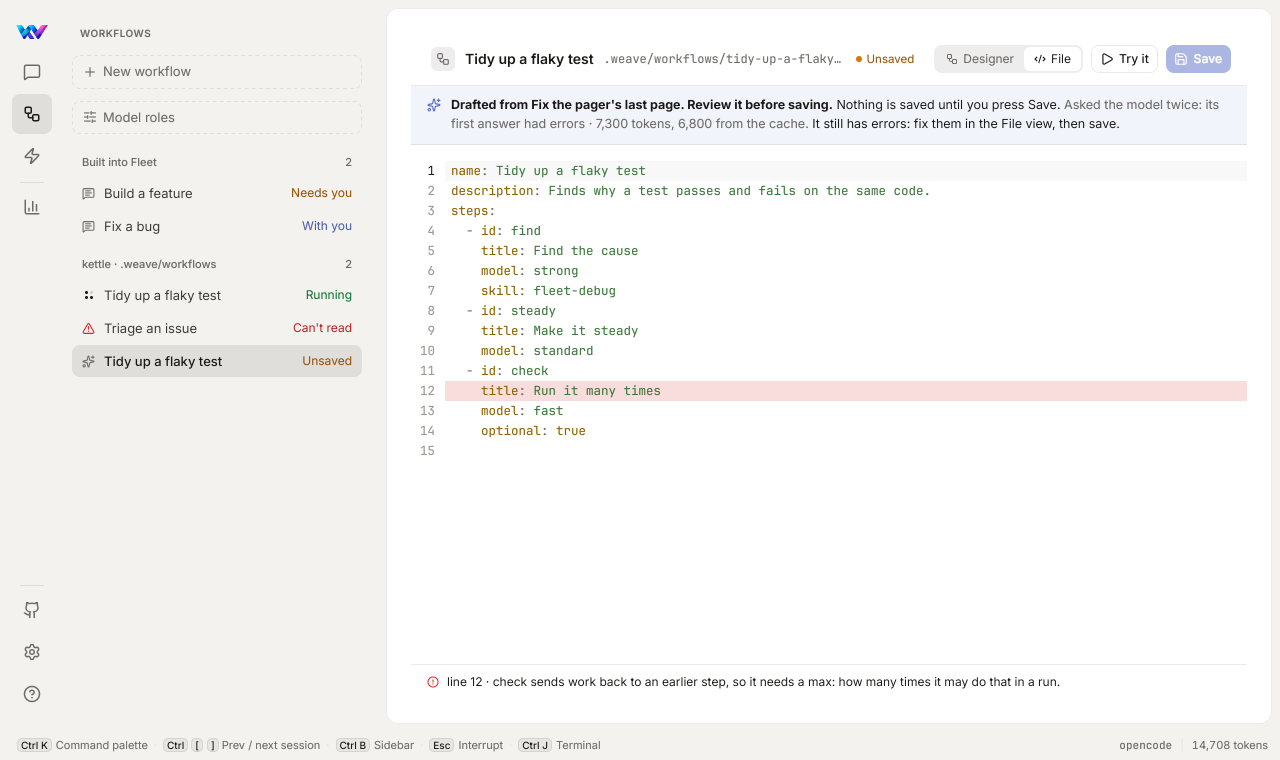 WORKFLOWS
New workflow
Model roles
Built into Fleet 2
Build a feature Needs you
Fix a bug With you
kettle · .weave/workflows 2
Tidy up a flaky test Running
Triage an issue Can't read
Tidy up a flaky test Unsaved
Tidy up a flaky test .weave/workflows/tidy-up-a-flaky… Unsaved Designer File Try it Save
Drafted from Fix the pager's last page. Review it before saving. Nothing is saved until you press Save. Asked the model twice: its
first answer had errors · 7,300 tokens, 6,800 from the cache. It still has errors: fix them in the File view, then save.
1 name: Tidy up a flaky test
2 description: Finds why a test passes and fails on the same code.
3 steps:
4 - id: find
5 title: Find the cause
6 model: strong
7 skill: fleet-debug
8 - id: steady
9 title: Make it steady
10 model: standard
11 - id: check
12 title: Run it many times
13 model: fast
14 optional: true
15
line 12 · check sends work back to an earlier step, so it needs a max: how many times it may do that in a run.
Ctrl K Command palette Ctrl [ ] Prev / next session Ctrl B Sidebar Esc Interrupt Ctrl J Terminal opencode 14,708 tokens